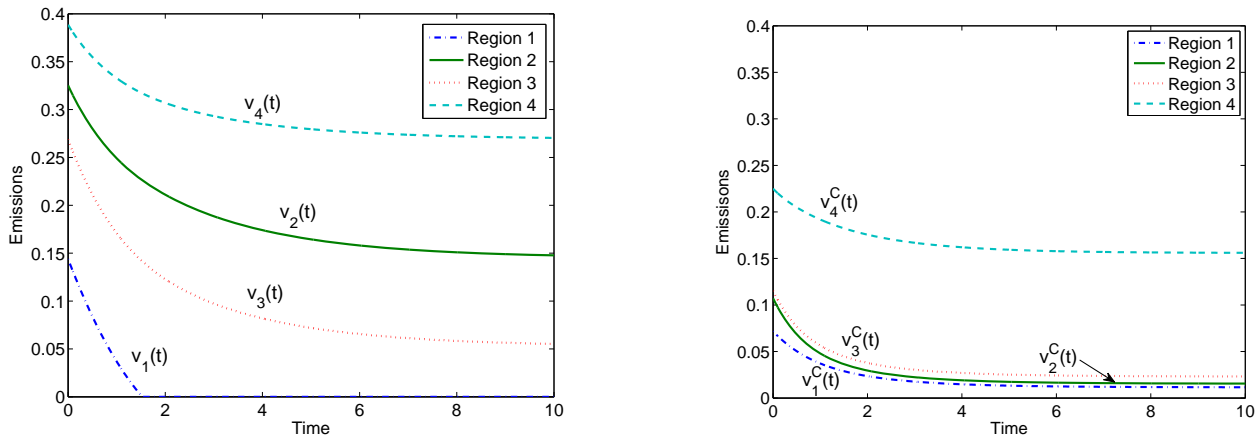 0.4
0.35
0.3
0.25
0.2
0.15
0.1
0.05
0
Emissions
0 2 4 6 8 10
Time
Region 1
Region 2
Region 3
Region 4
v4(t)
v2(t)
v3(t)
v1(t)
0.4
0.35
0.3
0.25
0.2
0.15
0.1
0.05
0
Emissisons
0 2 4 6 8 10
Time
Region 1
Region 2
Region 3
Region 4
v4C(t)
v3C(t)
v2C(t)
v1C(t)